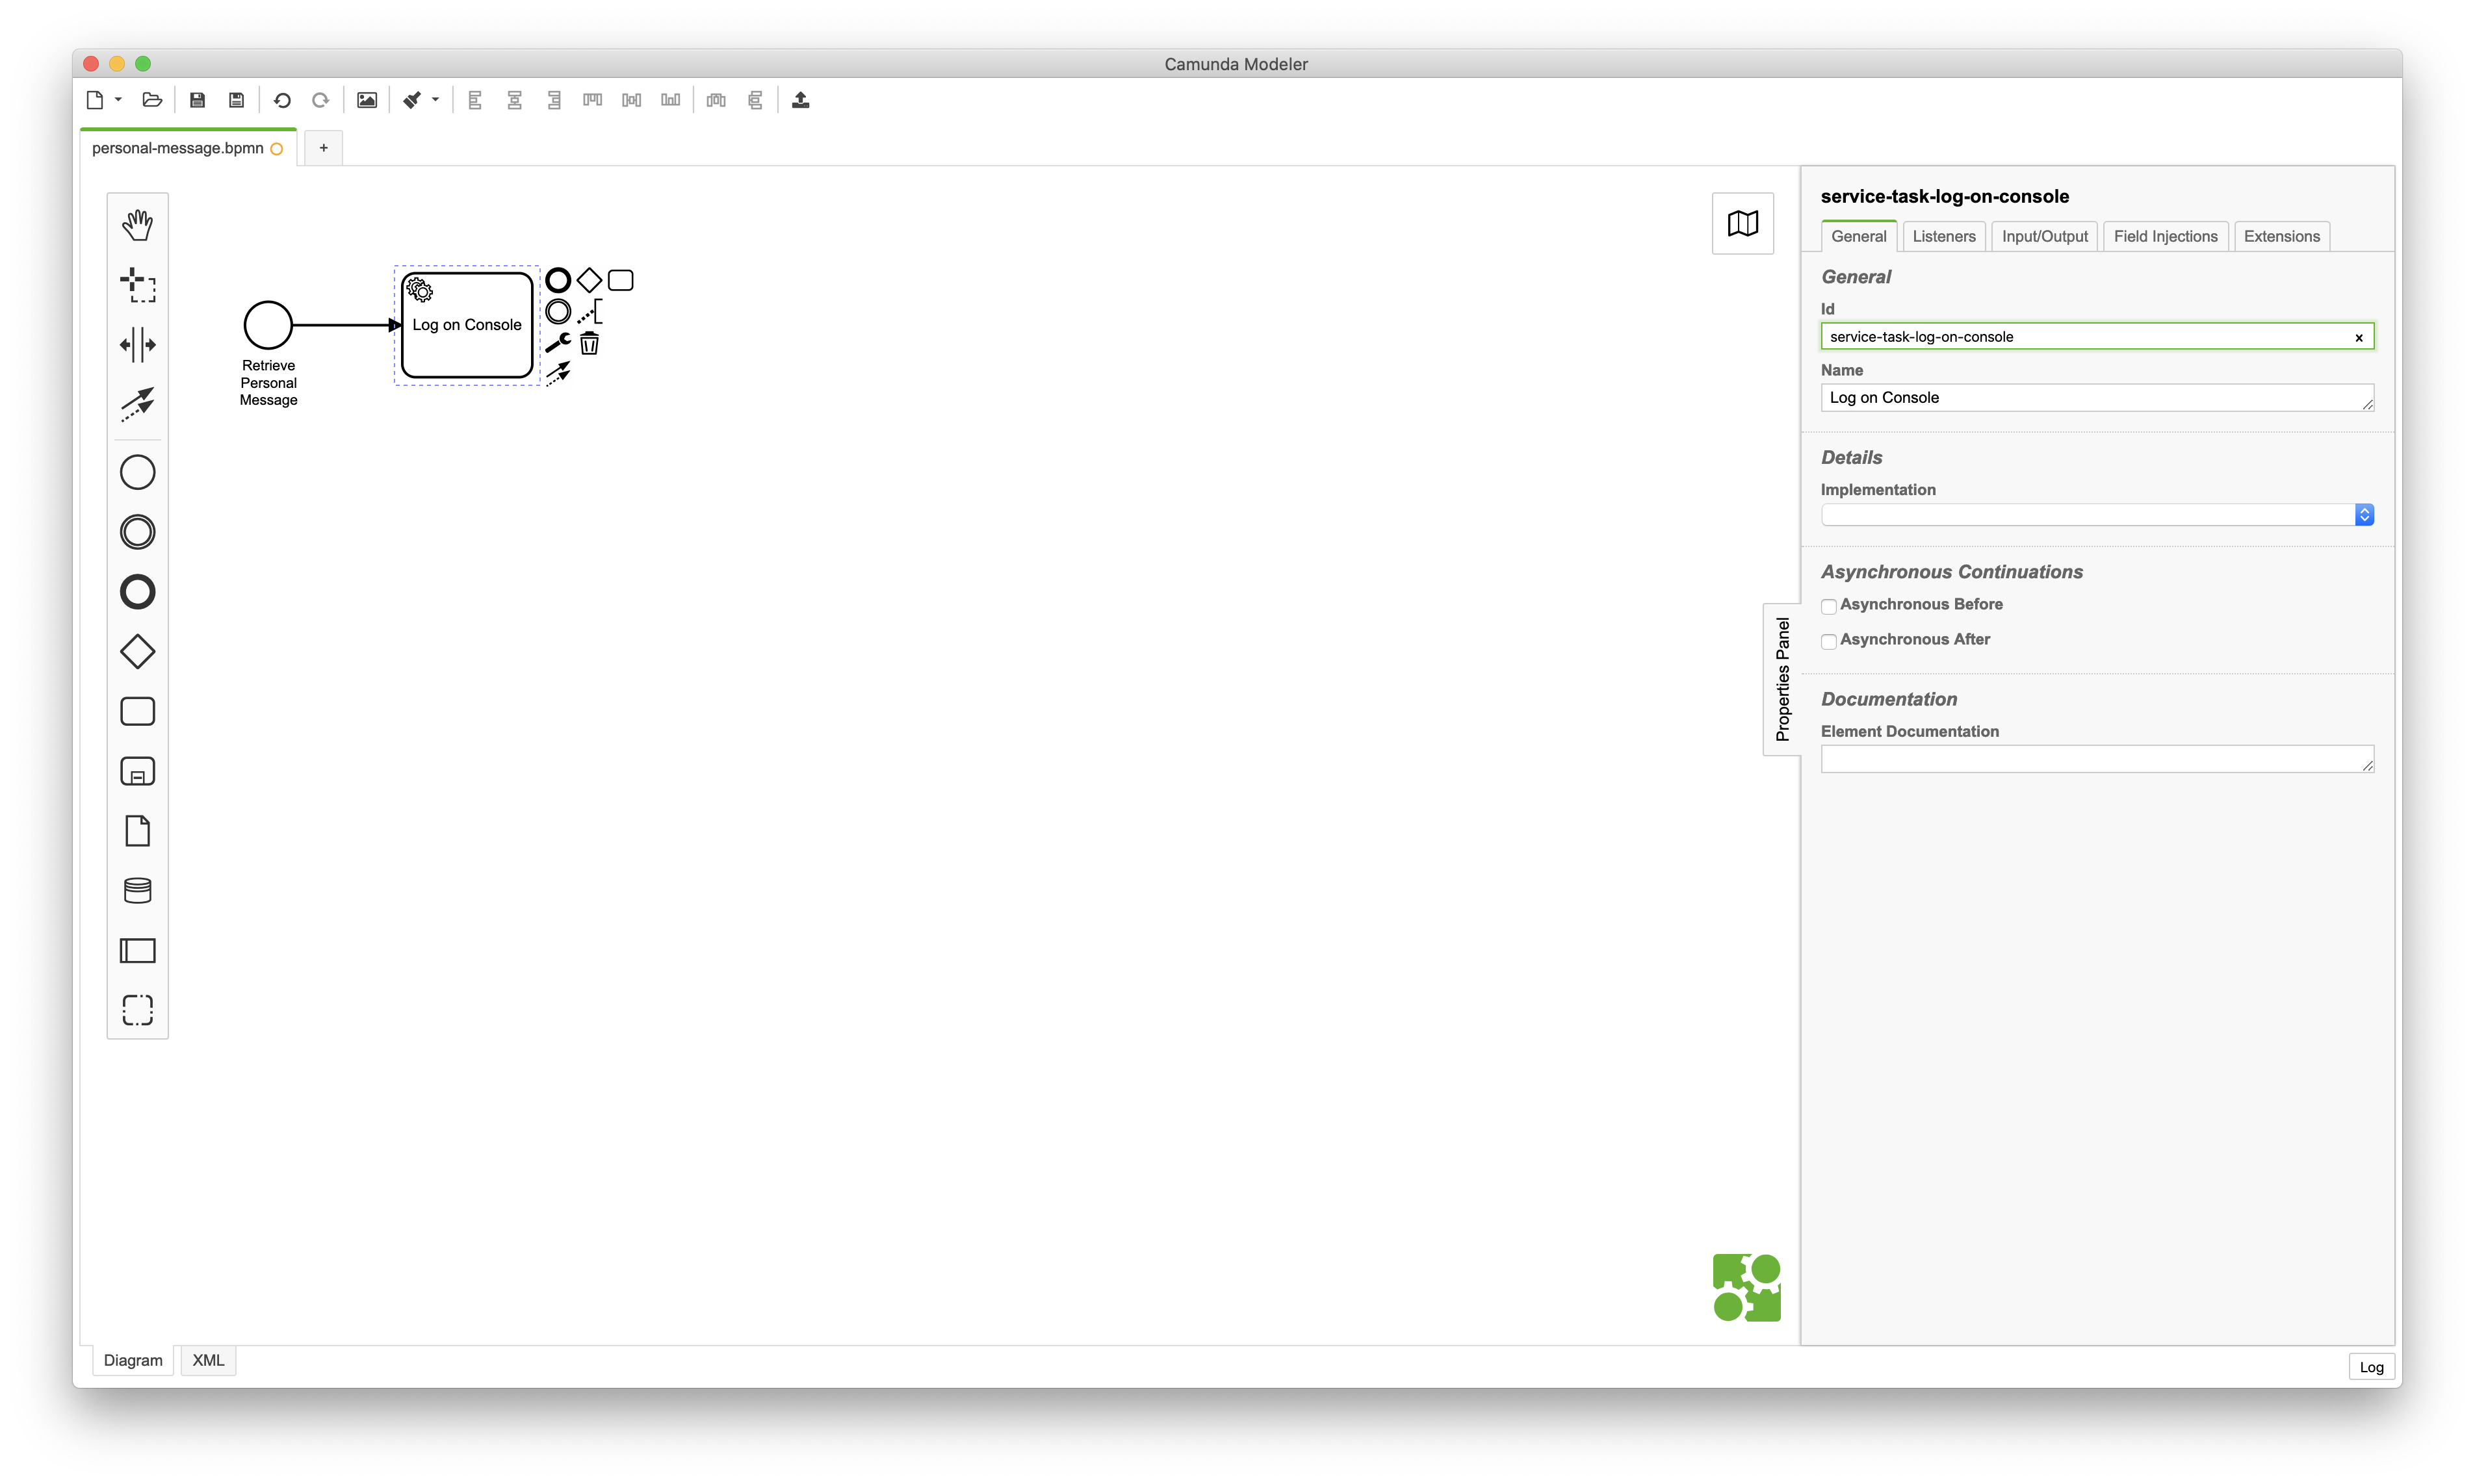 Camunda Modeler
personal-message.bpmn
+
Retrieve
Personal
Message
Log on Console
Properties Panel
service-task-log-on-console
General
Listeners
Input/Output
Field Injections
Extensions
General
Id
service-task-log-on-console
Name
Log on Console
Details
Implementation
Asynchronous Continuations
Asynchronous Before
Asynchronous After
Documentation
Element Documentation
Diagram
XML
Log